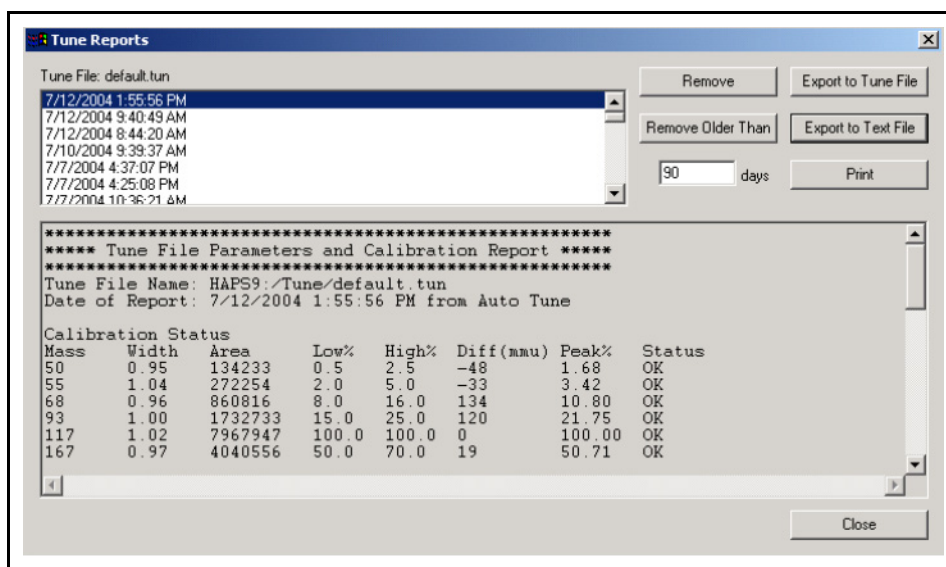 Tune Reports
Tune File: default.tun
7/12/2004 1:55:56 PM
7/12/2004 9:40:49 AM
7/12/2004 8:44:20 AM
7/10/2004 9:39:37 AM
7/7/2004 4:37:07 PM
7/7/2004 4:25:08 PM
7/7/2004 10:36:21 AM
Remove
Export to Tune File
Remove Older Than
Export to Text File
90 days
Print
*******************************************************
***** Tune File Parameters and Calibration Report *****
*******************************************************
Tune File Name: HAPS9:/Tune/default.tun
Date of Report: 7/12/2004 1:55:56 PM from Auto Tune
Calibration Status
Mass Width Area Low% High% Diff(mmu) Peak% Status
50 0.95 134233 0.5 2.5 -48 1.68 OK
55 1.04 272254 2.0 5.0 -33 3.42 OK
68 0.96 860816 8.0 16.0 134 10.80 OK
93 1.00 1732733 15.0 25.0 120 21.75 OK
117 1.02 7967947 100.0 100.0 0 100.00 OK
167 0.97 4040556 50.0 70.0 19 50.71 OK
Close